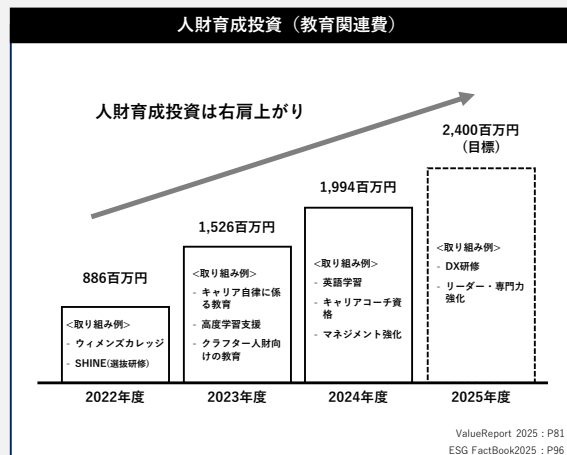 人財育成投資（教育関連費）
人財育成投資は右肩上がり
886百万円
<取り組み例>
- ウィメンズカレッジ
- SHINE(選抜研修)
2022年度
1,526百万円
<取り組み例>
- キャリア自律に係
る教育
- 高度学習支援
- クラフター人財向
けの教育
2023年度
1,994百万円
<取り組み例>
- 英語学習
- キャリアコーチ資
格
- マネジメント強化
2024年度
2,400百万円
(目標)
<取り組み例>
- DX研修
- リーダー・専門力
強化
2025年度
ValueReport 2025 : P81
ESG FactBook2025 : P96